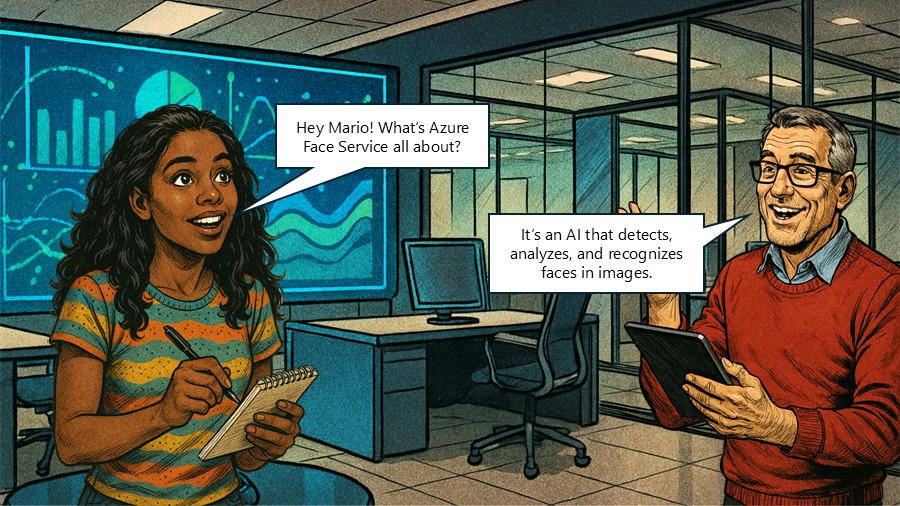 Hey Mario! What's Azure
Face Service all about?
It's an AI that detects,
analyzes, and recognizes
faces in images.